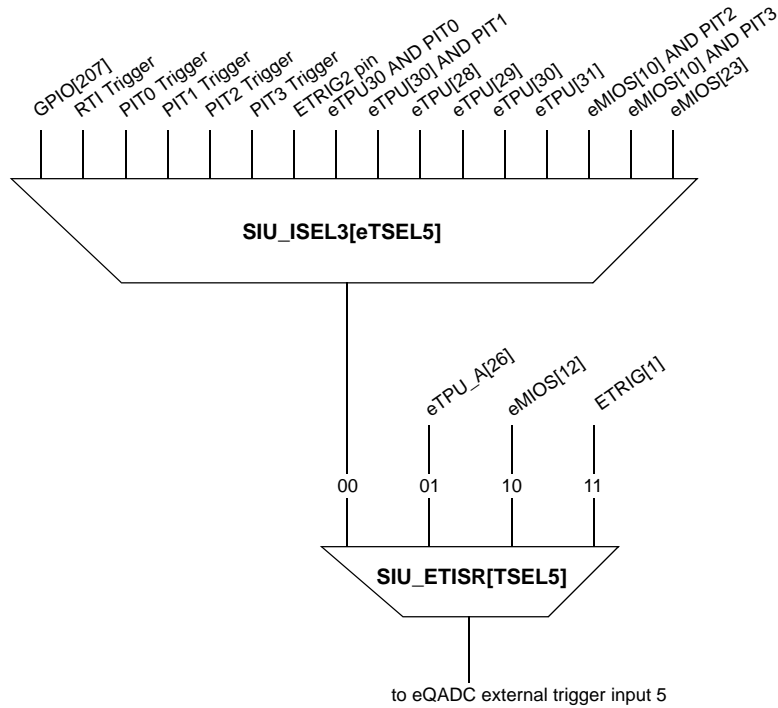 GPIO[207]
RTI Trigger
PIT0 Trigger
PIT1 Trigger
PIT2 Trigger
PIT3 Trigger
ETRIG2 pin
eTPU30 AND PIT0
eTPU[30] AND PIT1
eTPU[28]
eTPU[29]
eTPU[30]
eTPU[31]
eMIOS[10] AND PIT2
eMIOS[10] AND PIT3
eMIOS[23]
SIU_ISEL3[eTSEL5]
eTPU_A[26]
eMIOS[12]
ETRIG[1]
00
01
10
11
SIU_ETISR[TSEL5]
to eQADC external trigger input 5